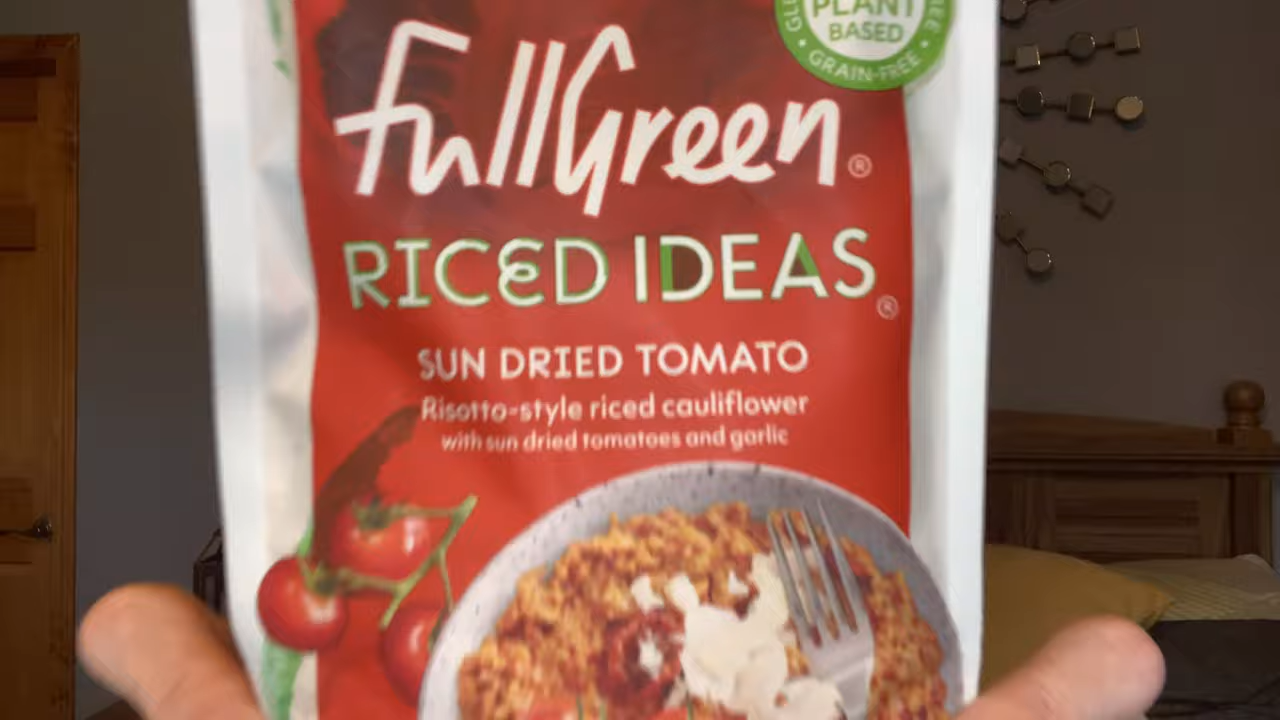 PLANT
BASED
GRAIN-FREE
FullGreen®
RICED IDEAS®
SUN DRIED TOMATO
Risotto-style riced cauliflower
with sun dried tomatoes and garlic